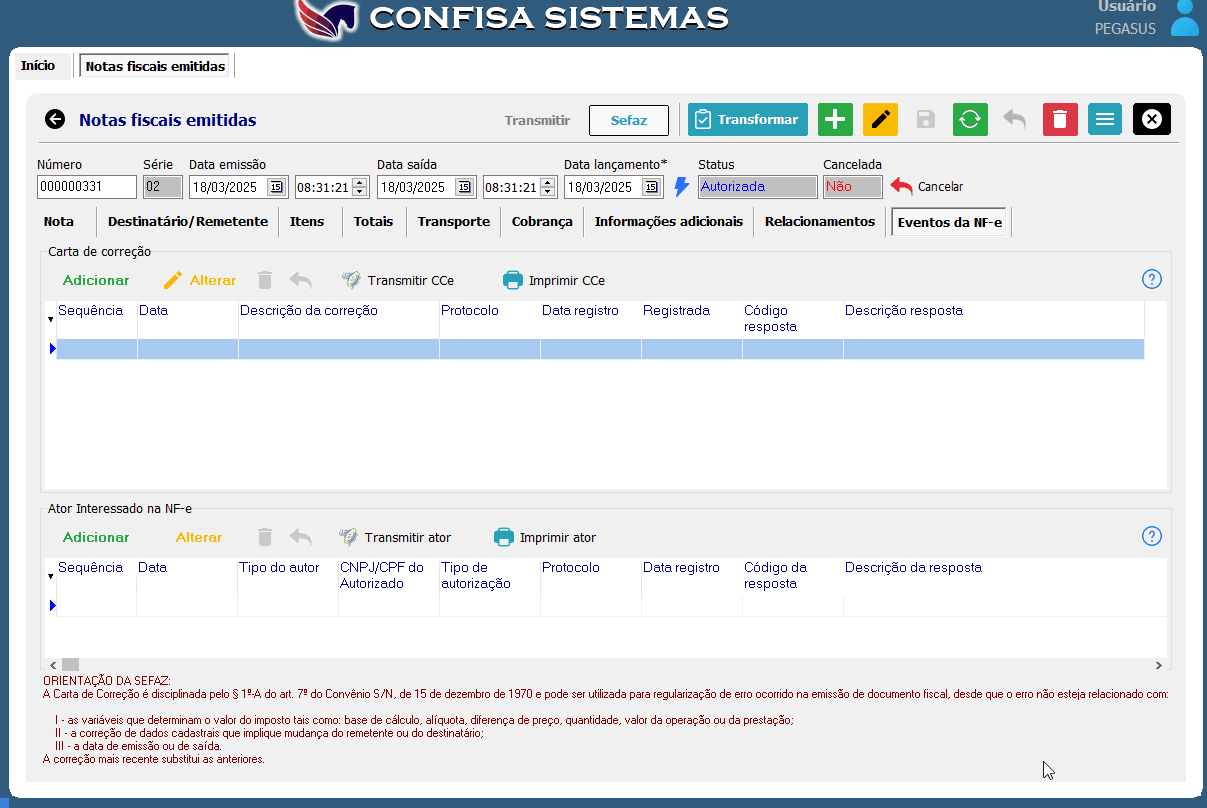 CONFISA SISTEMAS
Usuário
PEGASUS
Início
Notas fiscais emitidas
Notas fiscais emitidas
Transmitir
Sefaz
Transformar
Número
Série
Data emissão
Data saída
Data lançamento*
Status
Cancelada
000000331
02
18/03/2025
15
08:31:21
18/03/2025
15
08:31:21
18/03/2025
15
Autorizada
Não
Cancelar
Nota
Destinatário/Remetente
Itens
Totais
Transporte
Cobrança
Informações adicionais
Relacionamentos
Eventos da NF-e
Carta de correção
Adicionar
Alterar
Transmitir CCe
Imprimir CCe
?
Sequência
Data
Descrição da correção
Protocolo
Data registro
Registrada
Código
resposta
Descrição resposta
Ator Interessado na NF-e
Adicionar
Alterar
Transmitir ator
Imprimir ator
?
Sequência
Data
Tipo do autor
CNPJ/CPF do
Autorizado
Tipo de
autorização
Protocolo
Data registro
Código da
resposta
Descrição da resposta
ORIENTAÇÃO DA SEFAZ:
A Carta de Correção é disciplinada pelo § 1º-A do art. 7º do Convênio S/N, de 15 de dezembro de 1970 e pode ser utilizada para regularização de erro ocorrido na emissão de documento fiscal, desde que o erro não esteja relacionado com:
I - as variáveis que determinam o valor do imposto tais como: base de cálculo, alíquota, diferença de preço, quantidade, valor da operação ou da prestação;
II - a correção de dados cadastrais que implique mudança do remetente ou do destinatário;
III - a data de emissão ou de saída.
A correção mais recente substitui as anteriores.